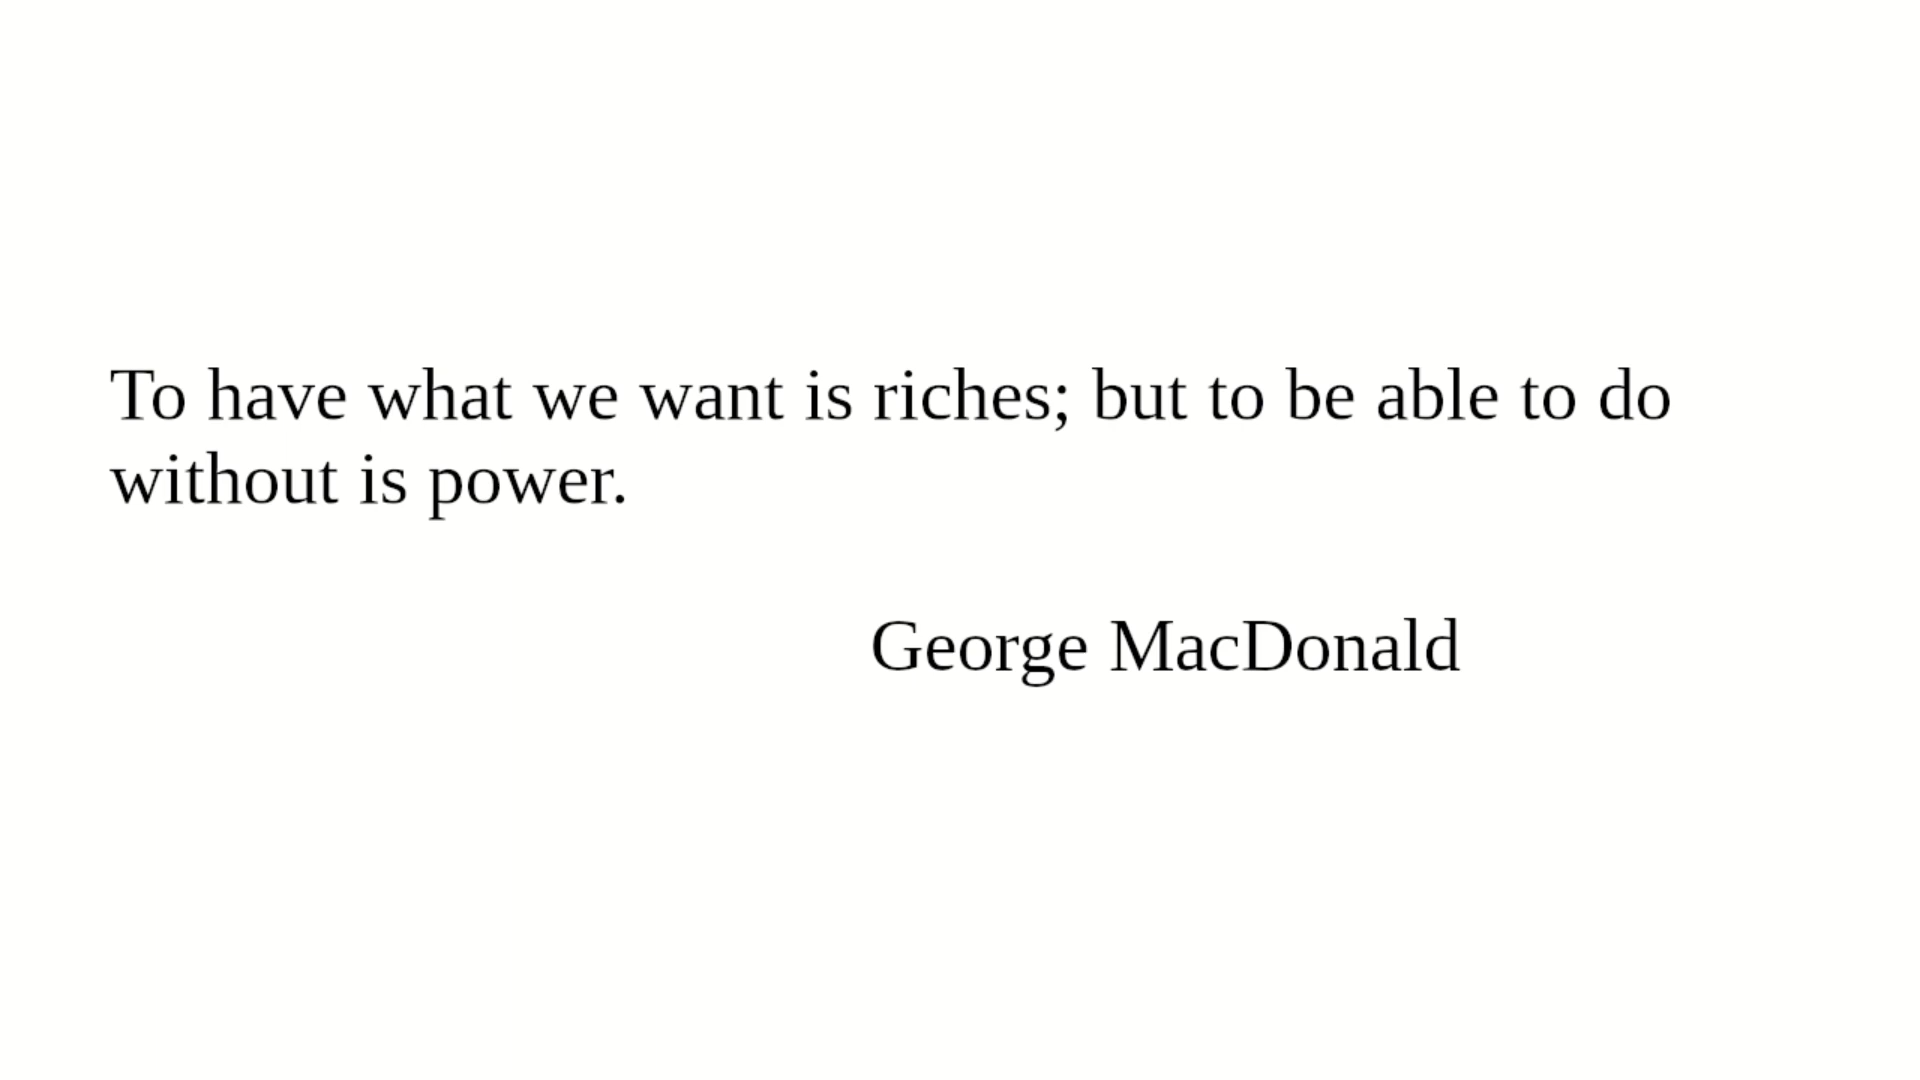 To have what we want is riches; but to be able to do
without is power.
George MacDonald